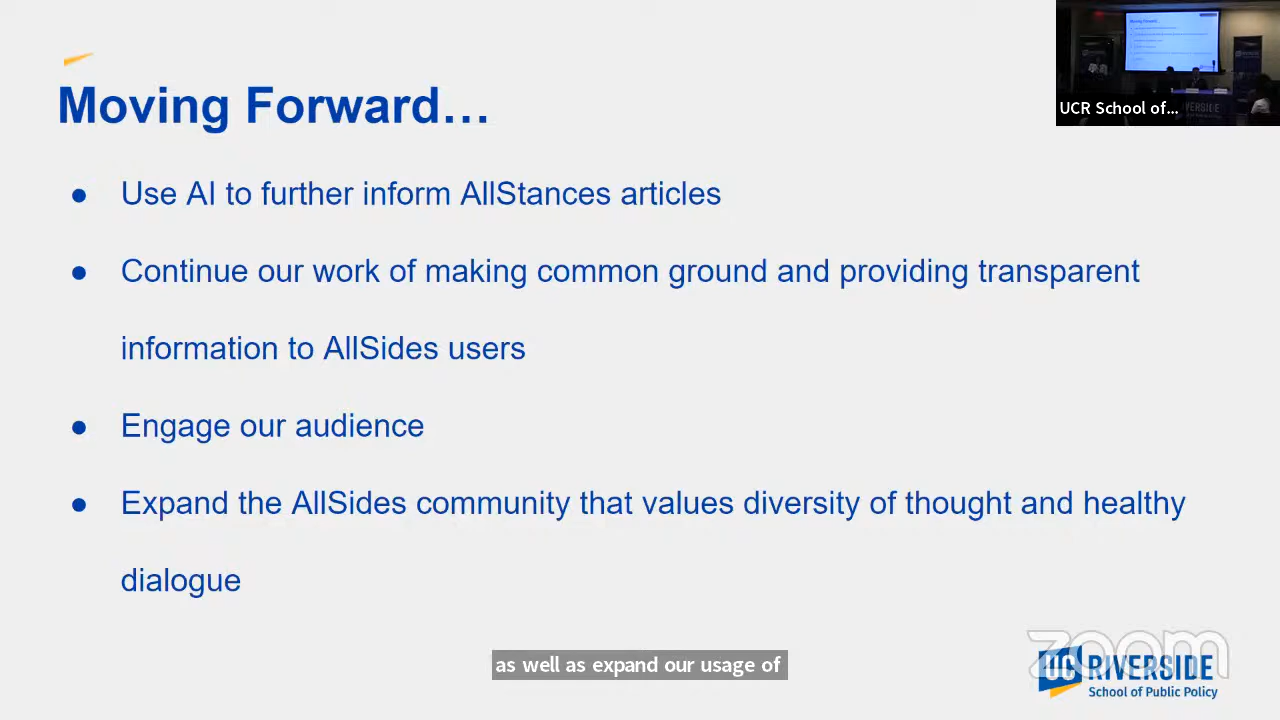 Moving Forward…
UCR School of...
● Use AI to further inform AllStances articles
● Continue our work of making common ground and providing transparent
information to AllSides users
● Engage our audience
● Expand the AllSides community that values diversity of thought and healthy
dialogue
as well as expand our usage of
zoom
UC RIVERSIDE
School of Public Policy